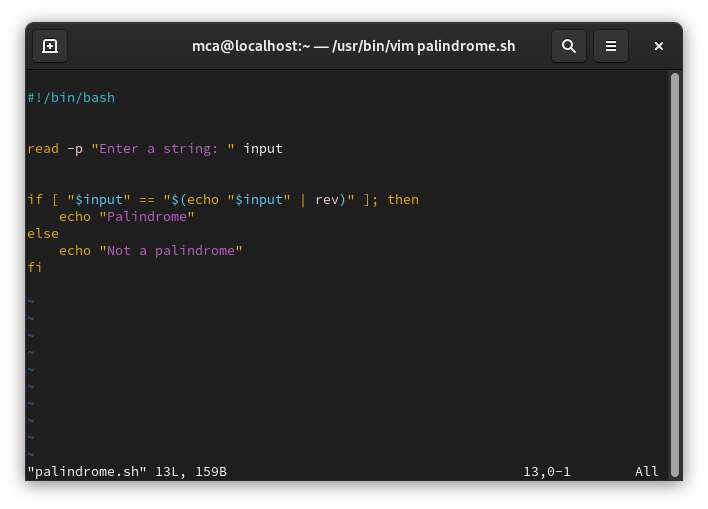 mca@localhost:~ — /usr/bin/vim palindrome.sh
#!/bin/bash
read -p "Enter a string: " input
if [ "$input" == "$(echo "$input" | rev)" ]; then
    echo "Palindrome"
else
    echo "Not a palindrome"
fi
~
~
~
~
~
~
~
~
~
~
"palindrome.sh" 13L, 159B 13,0-1 All